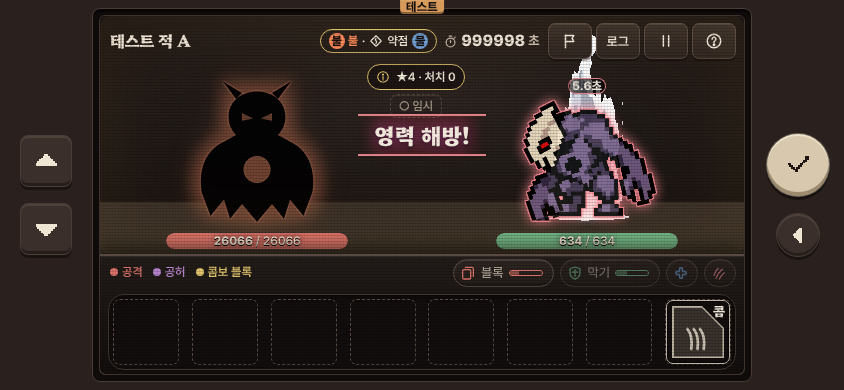 테스트
테스트 적 A
불 불 · 약점 물
999998 초
로그
★4 · 처치 0
5.6초
임시
영력 해방!
26066 / 26066
634 / 634
공격 공허 콤보 블록
블록
막기
콤